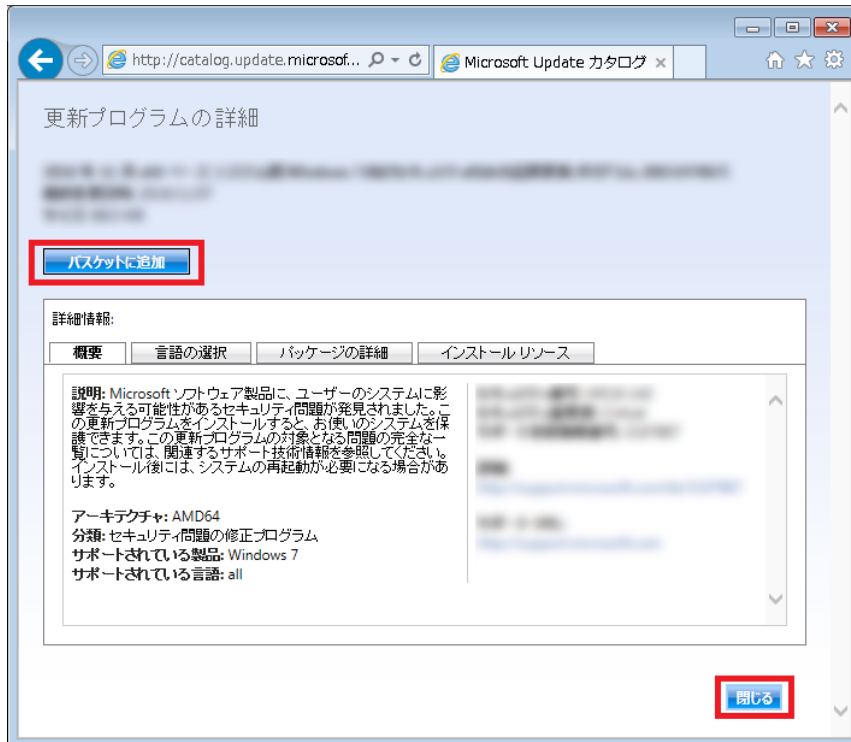 http://catalog.update.microsof...
Microsoft Update カタログ
更新プログラムの詳細
バスケットに追加
詳細情報:
概要 言語の選択 パッケージの詳細 インストール リソース
説明: Microsoft ソフトウェア製品に、ユーザーのシステムに影
響を与える可能性があるセキュリティ問題が発見されました。こ
の更新プログラムをインストールすると、お使いのシステムを保
護できます。この更新プログラムの対象となる問題の完全な一
覧については、関連するサポート技術情報を参照してください。
インストール後には、システムの再起動が必要になる場合があ
ります。
アーキテクチャ: AMD64
分類: セキュリティ問題の修正プログラム
サポートされている製品: Windows 7
サポートされている言語: all
閉じる